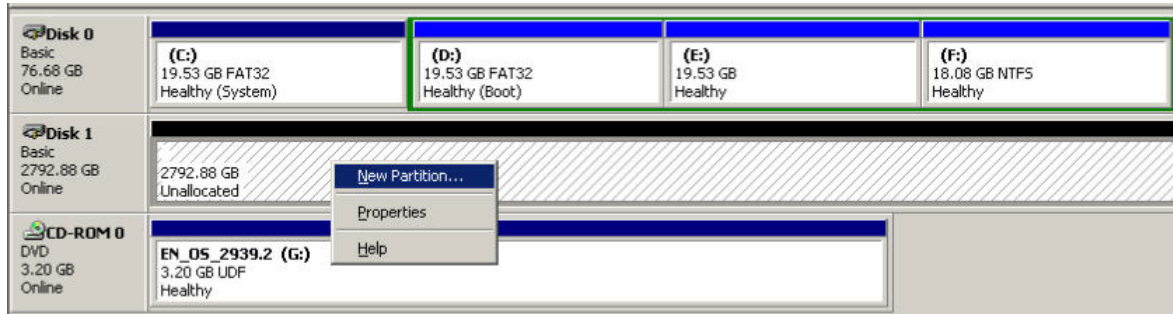 Disk 0
Basic
76.68 GB
Online
(C:)
19.53 GB FAT32
Healthy (System)
(D:)
19.53 GB FAT32
Healthy (Boot)
(E:)
19.53 GB
Healthy
(F:)
18.08 GB NTFS
Healthy
Disk 1
Basic
2792.88 GB
Online
2792.88 GB
Unallocated
New Partition...
Properties
Help
CD-ROM 0
DVD
3.20 GB
Online
EN_OS_2939.2 (G:)
3.20 GB UDF
Healthy